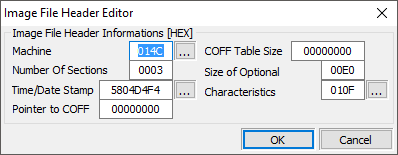 Image File Header Editor
Image File Header Informations [HEX]
Machine 014C ... COFF Table Size 00000000
Number Of Sections 0003 Size of Optional 00E0
Time/Date Stamp 5804D4F4 ... Characteristics 010F ...
Pointer to COFF 00000000
OK Cancel